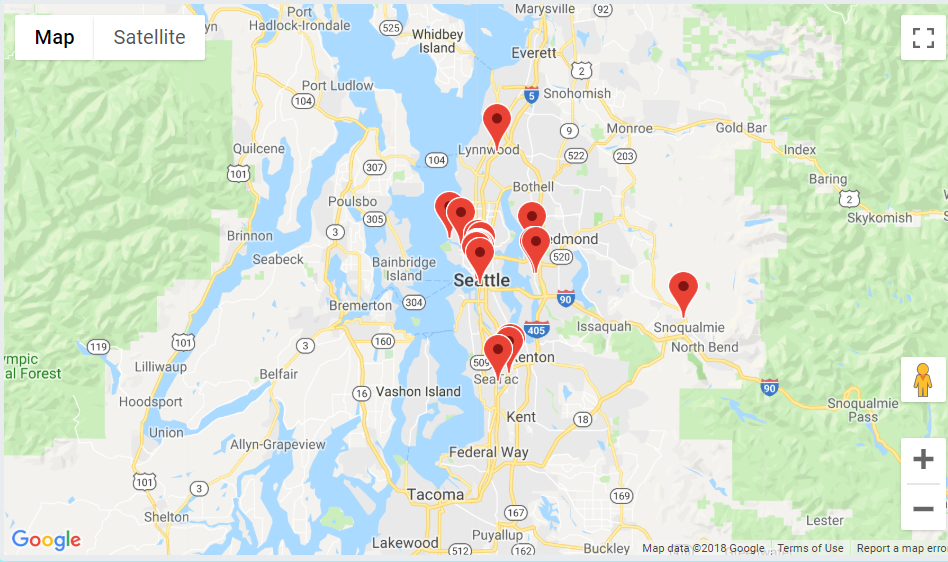 Map
Satellite
Port
Hadlock-Irondale
525
Whidbey
Island
Marysville
92
Everett
2
Port Ludlow
104
5
Snohomish
Quilcene
101
104
Lynnwood
9
Monroe
Gold Bar
522
203
Index
307
Bothell
Baring
2
Poulsbo
305
Skykomish
Brinnon
3
edmond
520
Seabeck
Bainbridge
Island
Seattle
Bremerton
304
90
Snoqualmie
405
Issaquah
North Bend
119
101
3
160
509
enton
ympic
al Forest
Lilliwaup
Belfair
SeaTac
90
16
Vashon Island
Hoodsport
Kent
18
Snoqualmie
Pass
Union
Allyn-Grapeview
Federal Way
101
3
Tacoma
169
Shelton
167
Lester
Puyallup
Google
Lakewood
512
162
Buckley
Map data ©2018 Google
Terms of Use
Report a map erro